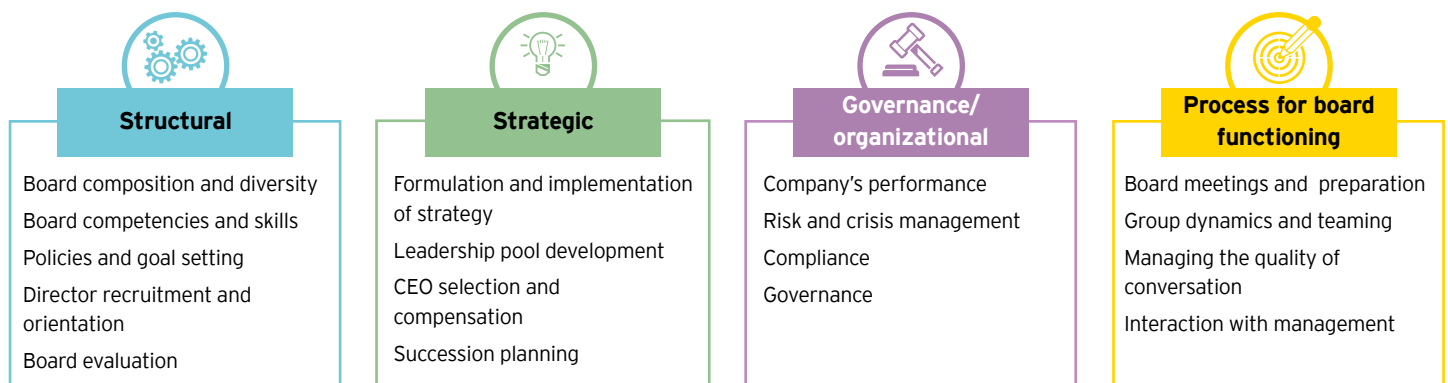 Structural
Board composition and diversity
Board competencies and skills
Policies and goal setting
Director recruitment and
orientation
Board evaluation
Strategic
Formulation and implementation
of strategy
Leadership pool development
CEO selection and
compensation
Succession planning
Governance/
organizational
Company’s performance
Risk and crisis management
Compliance
Governance
Process for board
functioning
Board meetings and preparation
Group dynamics and teaming
Managing the quality of
conversation
Interaction with management